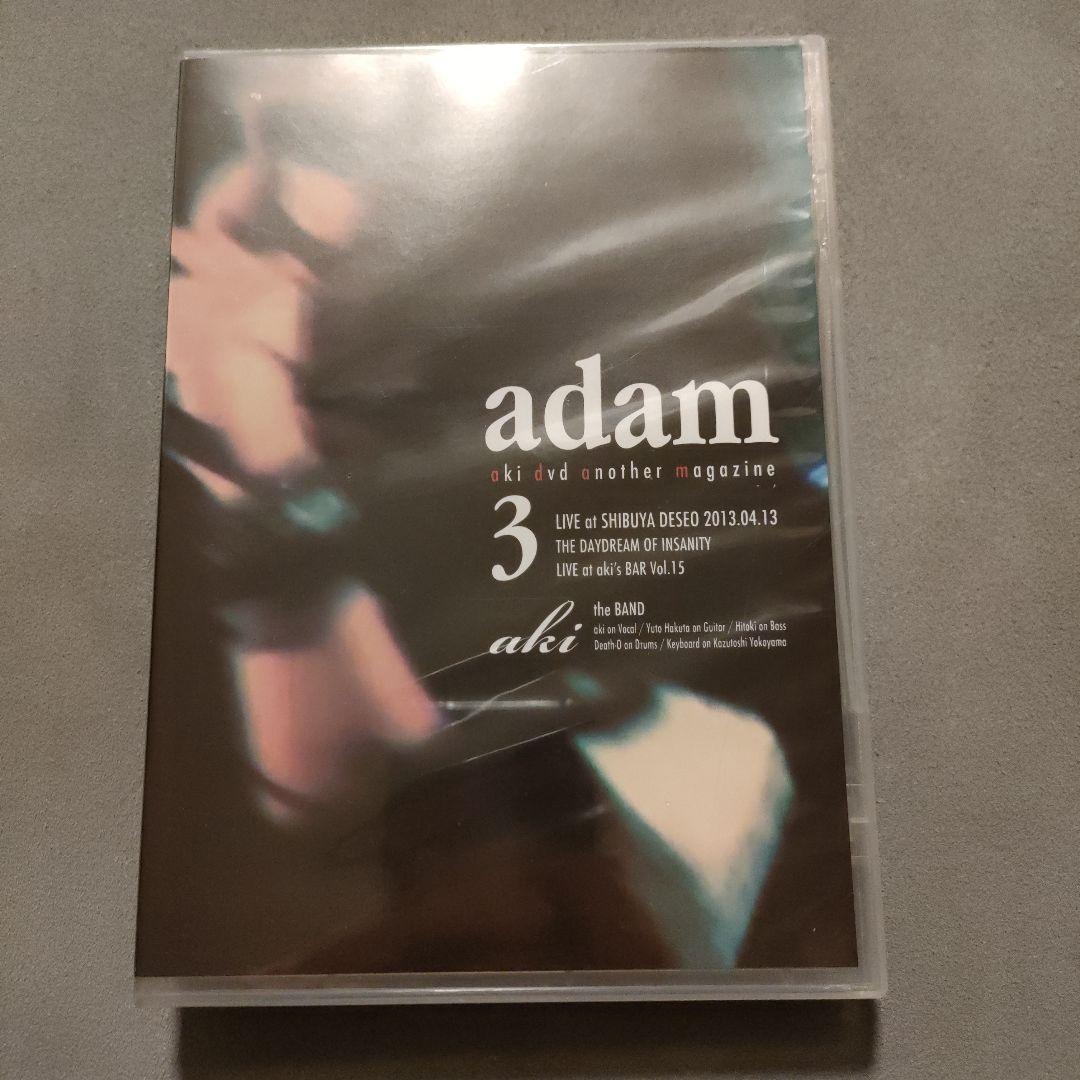 adam
aki dvd another magazine
3
LIVE at SHIBUYA DESEO 2013.04.13
THE DAYDREAM OF INSANITY
LIVE at aki's BAR Vol.15
aki
the BAND
aki on Vocal / Yuto Hakuta on Guitar / Hitoki on Bass
Death-O on Drums / Keyboard on Kazutoshi Yokoyama